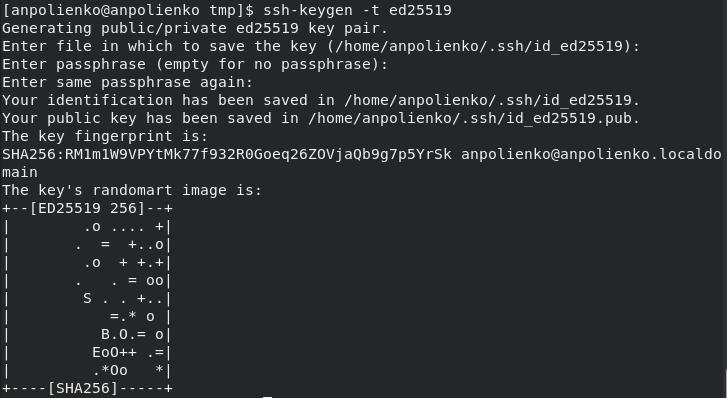 [anpolienko@anpolienko tmp]$ ssh-keygen -t ed25519
Generating public/private ed25519 key pair.
Enter file in which to save the key (/home/anpolienko/.ssh/id_ed25519):
Enter passphrase (empty for no passphrase):
Enter same passphrase again:
Your identification has been saved in /home/anpolienko/.ssh/id_ed25519.
Your public key has been saved in /home/anpolienko/.ssh/id_ed25519.pub.
The key fingerprint is:
SHA256:RM1m1W9VPYtMk77f932R0Goeq26ZOVjaQb9g7p5YrSk anpolienko@anpolienko.localdo
main
The key's randomart image is:
+--[ED25519 256]--+
|        .o .... +|
|       .  =  +..o|
|        .o  + +.+|
|       .   . = oo|
|        S . . +..|
|           =.* o |
|          B.O.= o|
|         EoO++ .=|
|         .*Oo   *|
+----[SHA256]-----+